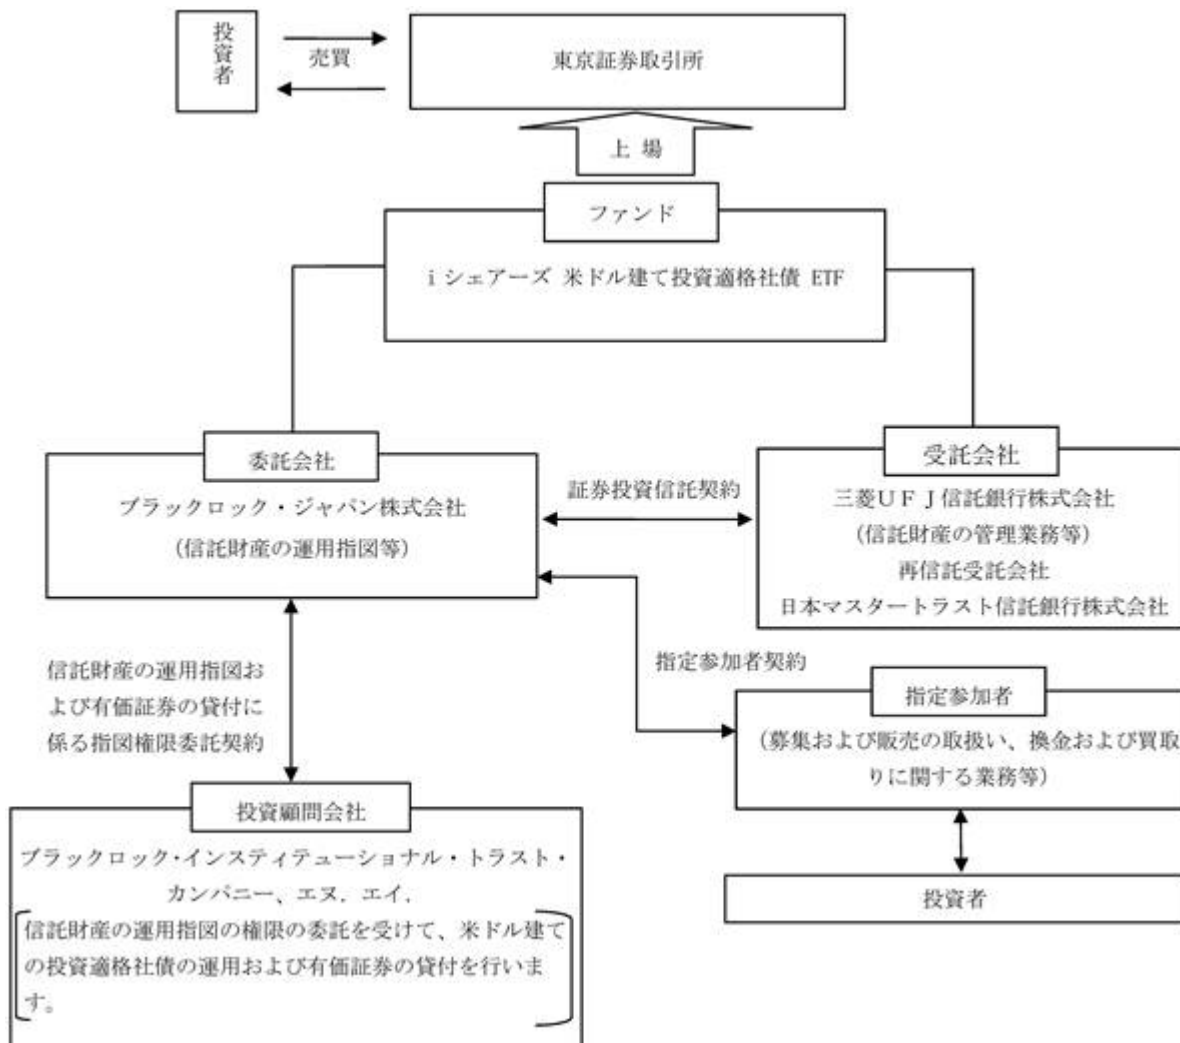 投
資
者
売買
東京証券取引所
上 場
ファンド
i シェアーズ 米ドル建て投資適格社債 ETF
委託会社
ブラックロック・ジャパン株式会社
(信託財産の運用指図等)
証券投資信託契約
受託会社
三菱UFJ信託銀行株式会社
(信託財産の管理業務等)
再信託受託会社
日本マスタートラスト信託銀行株式会社
信託財産の運用指図お
よび有価証券の貸付に
係る指図権限委託契約
指定参加者契約
指定参加者
(募集および販売の取扱い、換金および買取
りに関する業務等)
投資者
投資顧問会社
ブラックロック・インスティテューショナル・トラスト・
カンパニー、エヌ. エイ.
信託財産の運用指図の権限の委託を受けて、米ドル建て
の投資適格社債の運用および有価証券の貸付を行いま
す。